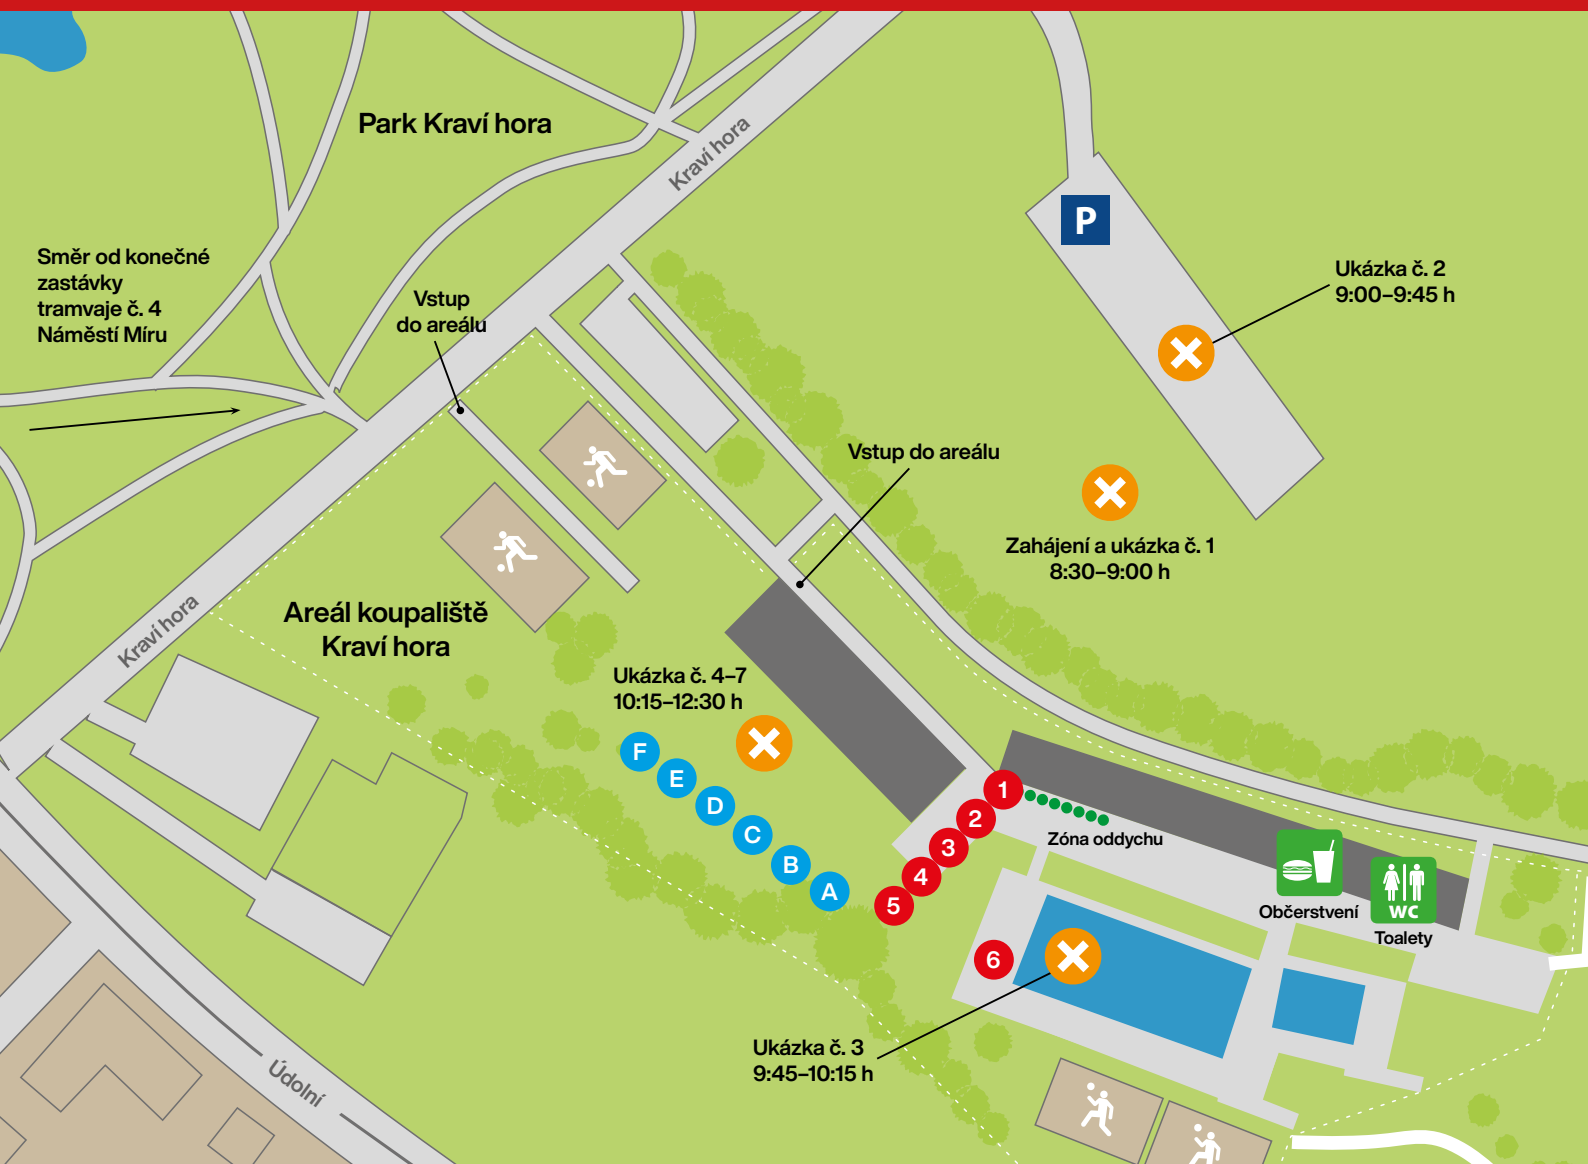 Park Kraví hora
Kraví hora
P
Směr od konečné
zastávky
tramvaje č. 4
Náměstí Míru
Vstup
do areálu
Ukázka č. 2
9:00–9:45 h
Vstup do areálu
Zahájení a ukázka č. 1
8:30–9:00 h
Areál koupaliště
Kraví hora
Kraví hora
Ukázka č. 4–7
10:15–12:30 h
F
E
D
C
B
A
1
2
3
4
5
6
Zóna oddychu
Občerstvení
WC
Toalety
Ukázka č. 3
9:45–10:15 h
Údolní